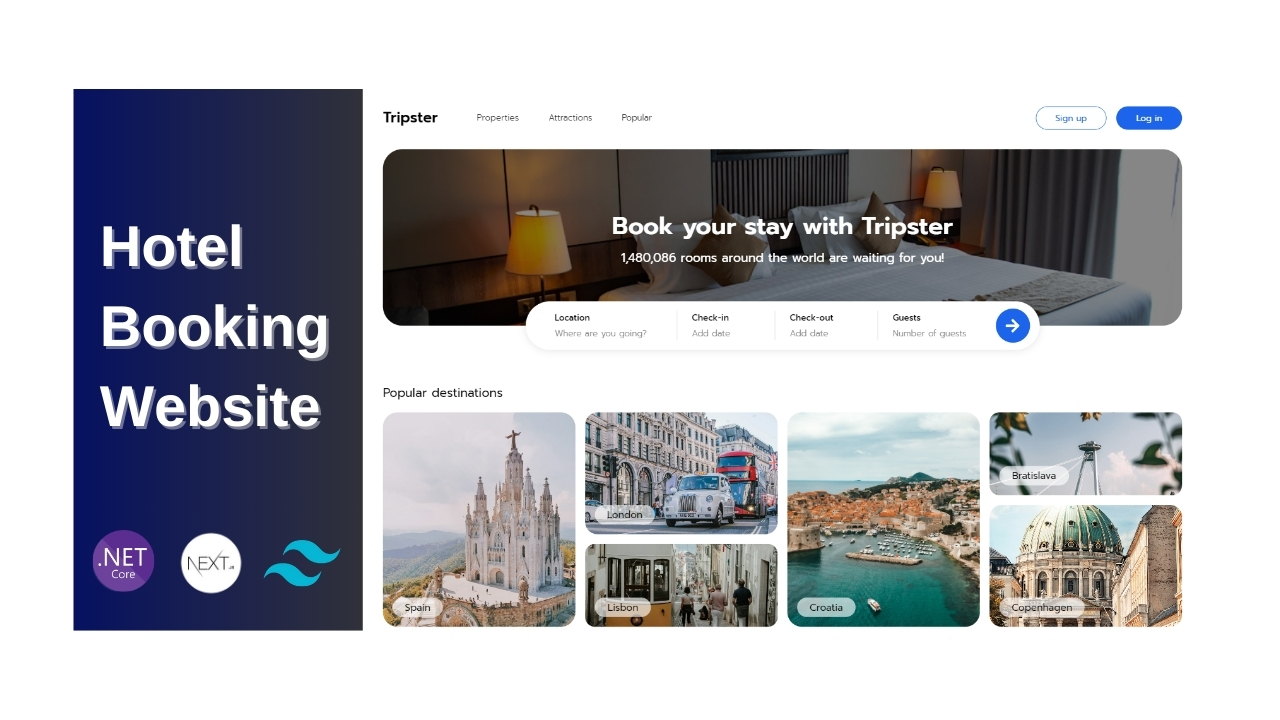 Hotel
Booking
Website
.NET
Core
NEXT.JS
Tripster
Properties
Attractions
Popular
Sign up
Log in
Book your stay with Tripster
1,480,086 rooms around the world are waiting for you!
Location
Where are you going?
Check-in
Add date
Check-out
Add date
Guests
Number of guests
Popular destinations
Spain
London
Lisbon
Croatia
Bratislava
Copenhagen